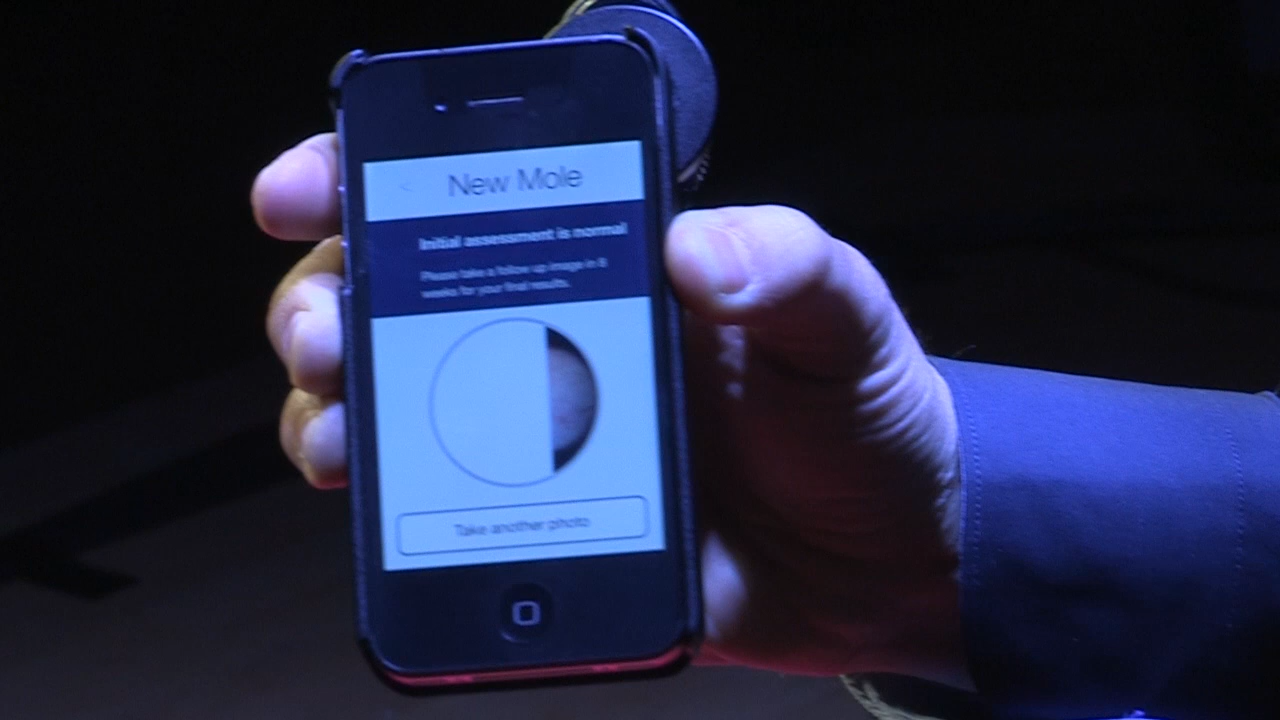 < New Mole
Initial assessment is normal
Please take a follow up image in 6
weeks for your final results.
Take another photo